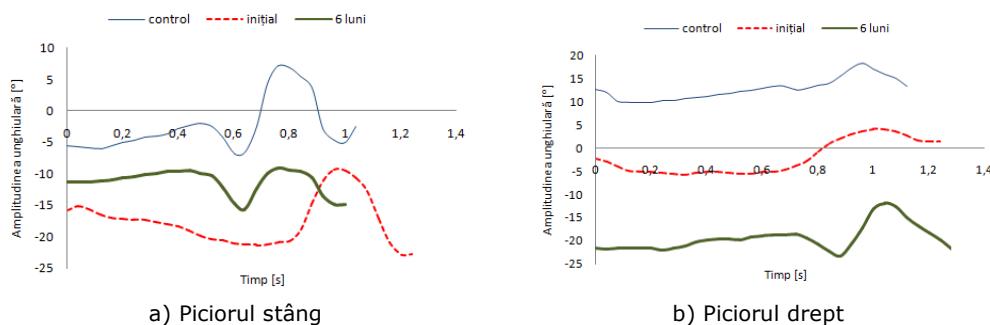 control inițial 6 luni
Amplitudinea unghiulară [°]
10
5
0
-5
-10
-15
-20
-25
0 0,2 0,4 0,6 0,8 1 1,2 1,4
Timp [s]
a) Piciorul stâng
control inițial 6 luni
Amplitudinea unghiulară [°]
20
15
10
5
0
-5
-10
-15
-20
-25
0 0,2 0,4 0,6 0,8 1 1,2 1,4
Timp [s]
b) Piciorul drept